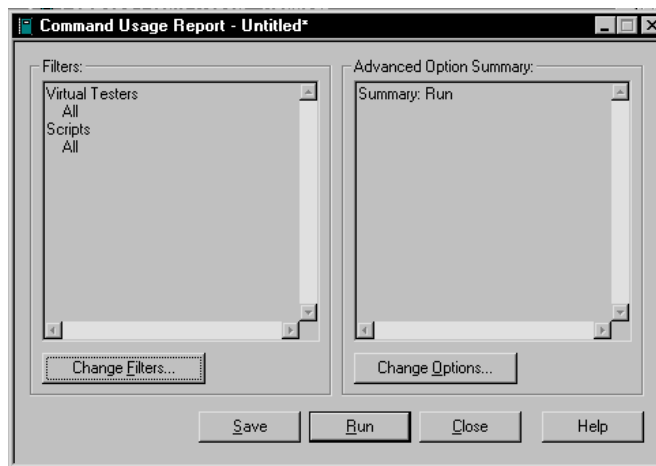 Command Usage Report - Untitled*
Filters:
Virtual Testers
All
Scripts
All
Change Filters...
Advanced Option Summary:
Summary: Run
Change Options...
Save
Run
Close
Help